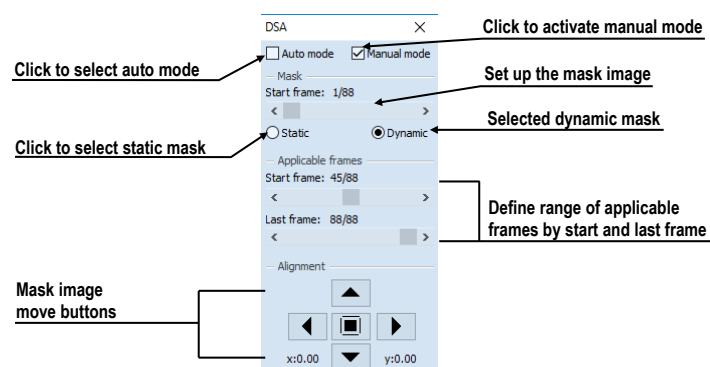 DSA
Click to activate manual mode
Auto mode Manual mode
Click to select auto mode
Mask
Set up the mask image
Start frame: 1/88
Selected dynamic mask
Static Dynamic
Click to select static mask
Applicable frames
Start frame: 45/88
Define range of applicable
frames by start and last frame
Last frame: 88/88
Alignment
Mask image
move buttons
x:0.00 y:0.00